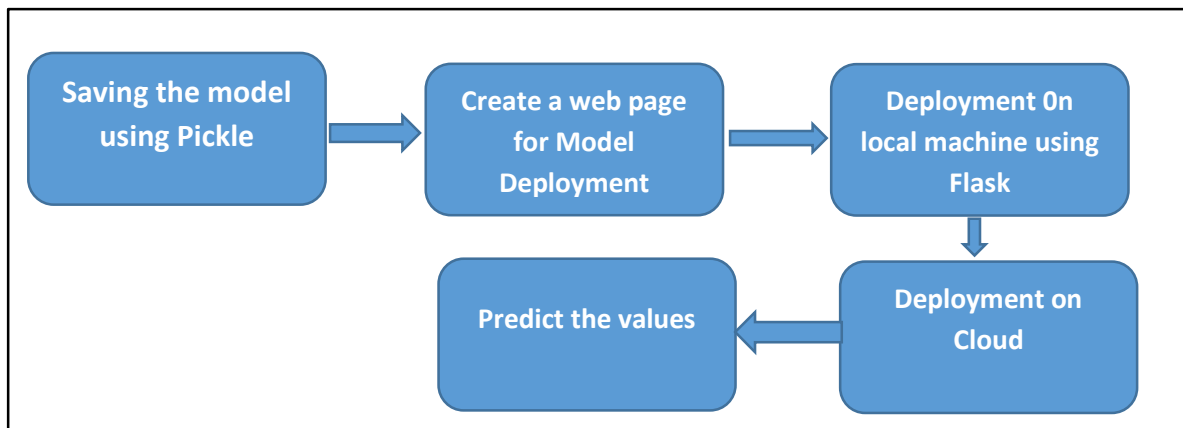 Saving the model
using Pickle
Create a web page
for Model
Deployment
Deployment 0n
local machine using
Flask
Deployment on
Cloud
Predict the values